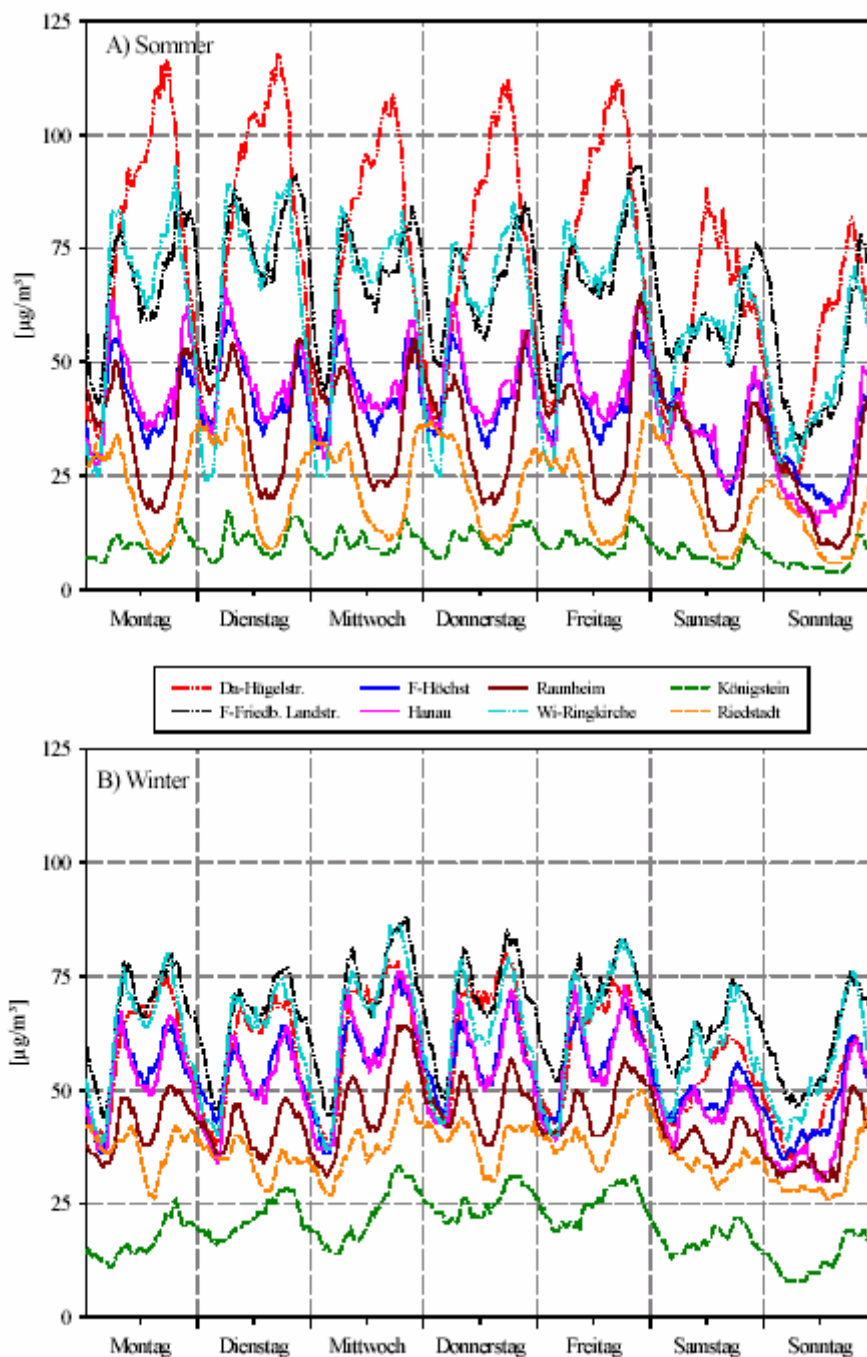 125
A) Sommer
100
75
[µg/m³]
50
25
0
Montag Dienstag Mittwoch Donnerstag Freitag Samstag Sonntag
Da-Hügelstr. F-Höchst Raunheim Königstein
F-Friedb. Landstr. Hanau Wi-Ringkirche Riedstadt
125
B) Winter
100
75
[µg/m³]
50
25
0
Montag Dienstag Mittwoch Donnerstag Freitag Samstag Sonntag